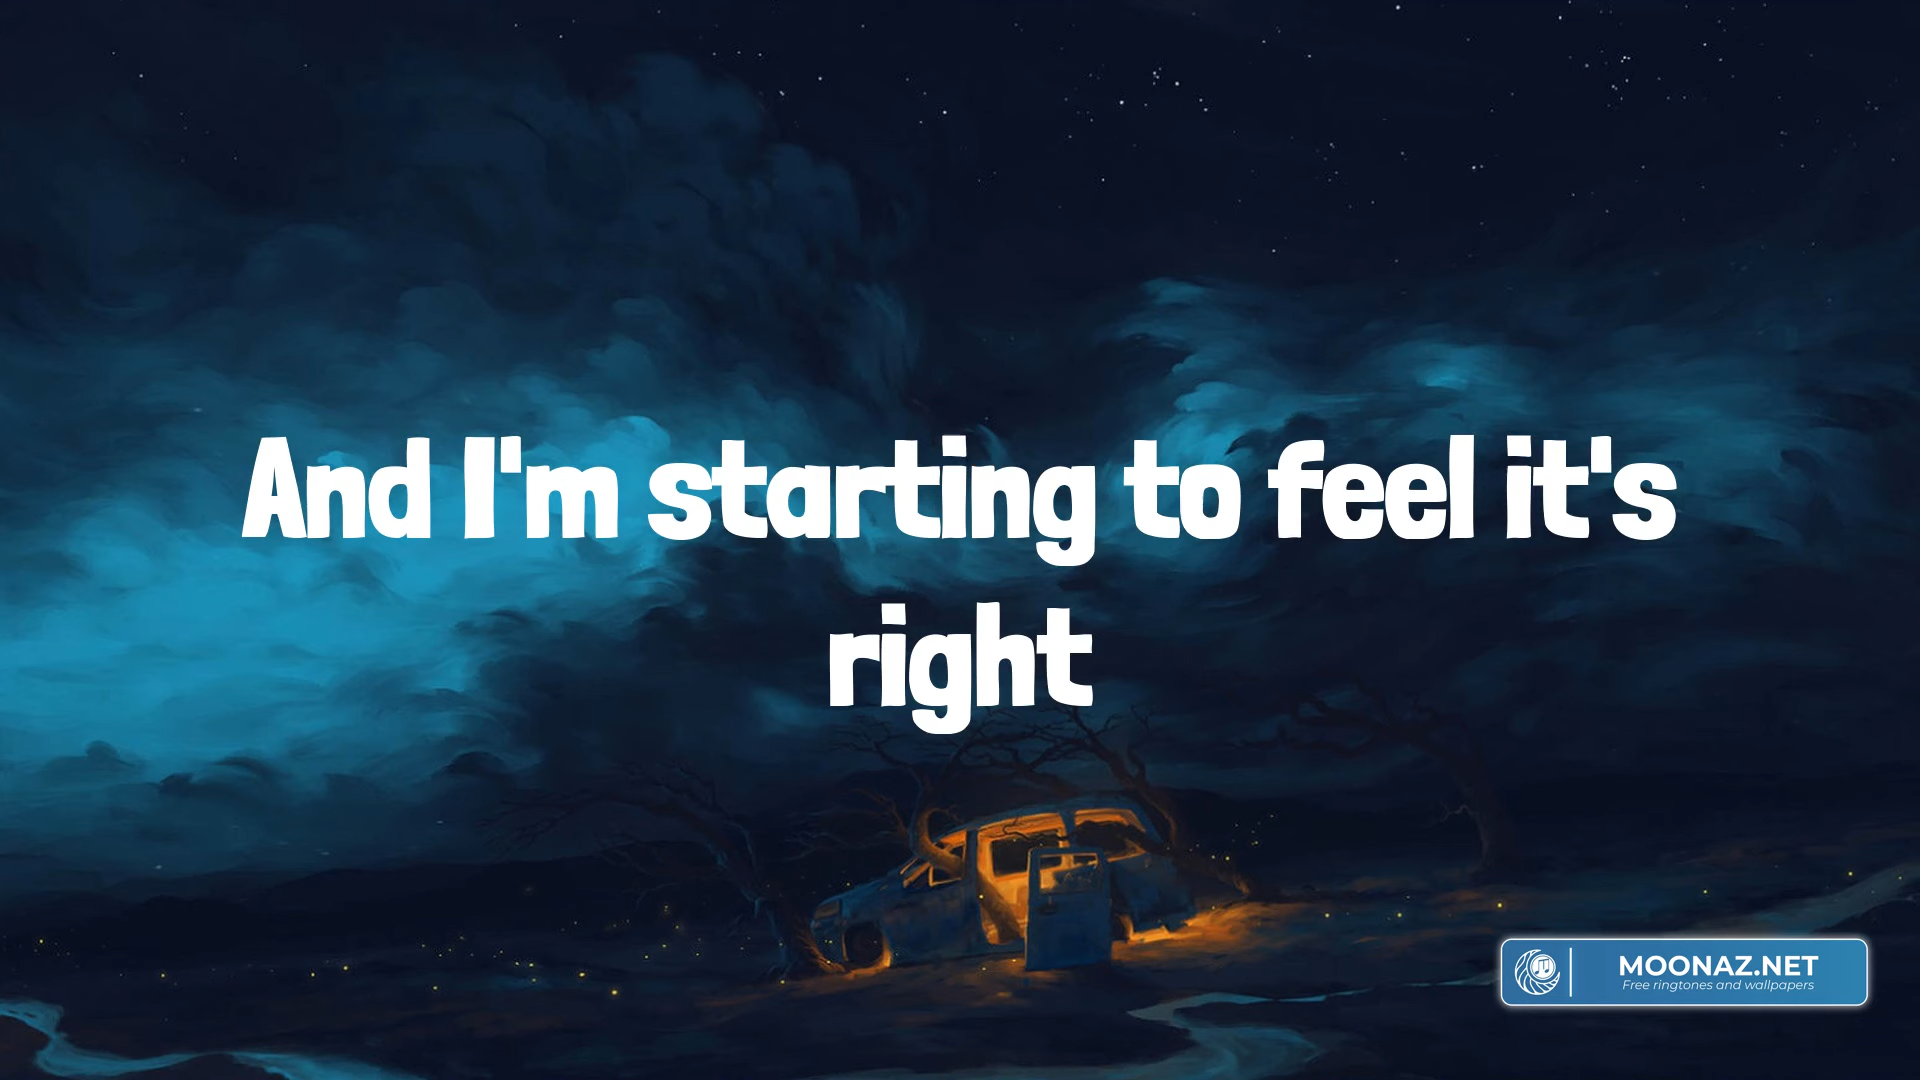 And I'm starting to feel it's
right
MOONAZ.NET
Free ringtones and wallpapers